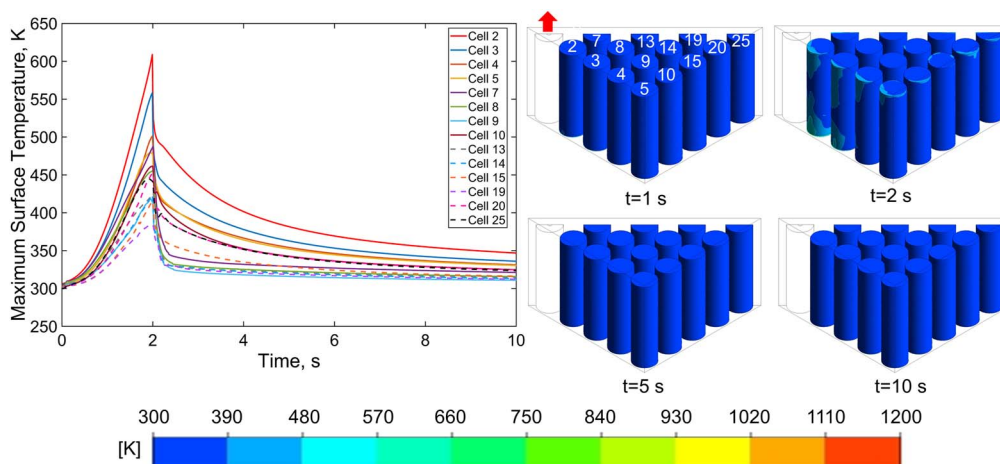 Maximum Surface Temperature, K
650
600
550
500
450
400
350
300
250
0
2
4
6
8
10
Time, s
Cell 2
Cell 3
Cell 4
Cell 5
Cell 7
Cell 8
Cell 9
Cell 10
Cell 13
Cell 14
Cell 15
Cell 19
Cell 20
Cell 25
2 7 8 13 14 19 20 25
3 9 15
4 10
5
t=1 s
t=2 s
t=5 s
t=10 s
300 390 480 570 660 750 840 930 1020 1110 1200
[K]